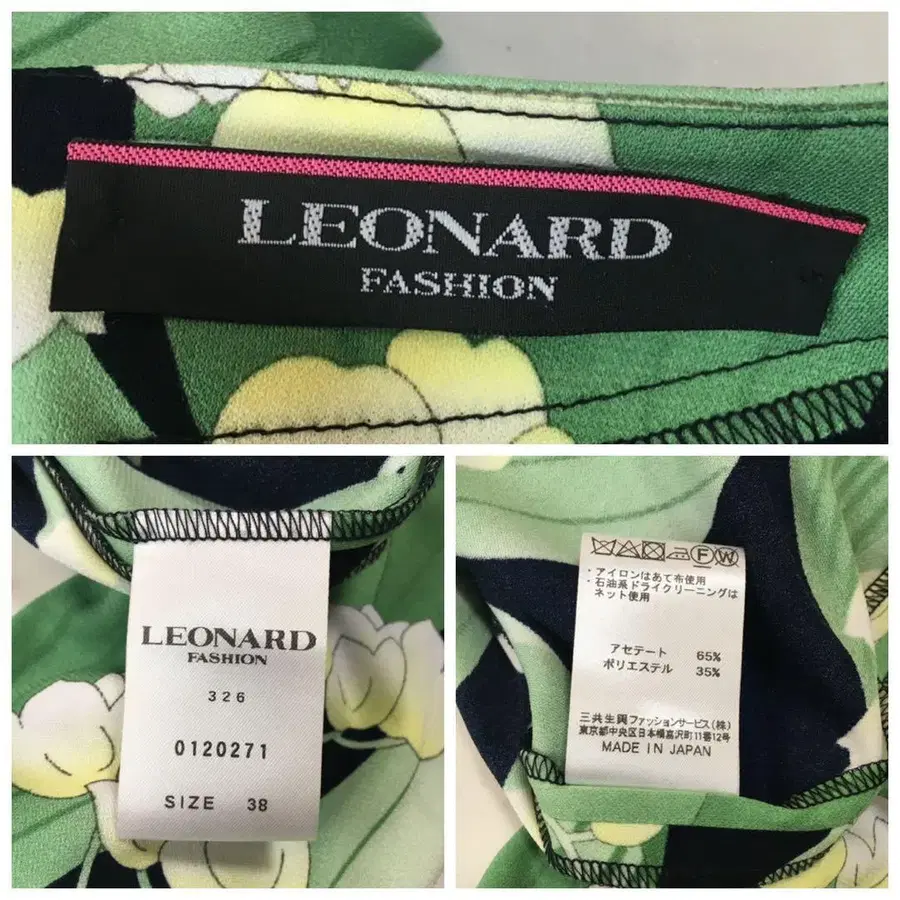 LEONARD
FASHION
LEONARD
FASHION
326
0120271
SIZE 38
F W
・アイロンはあて布使用
・石油系ドライクリーニングは
ネット使用
アセテート 65%
ポリエステル 35%
三共生興ファッションサービス(株)
東京都中央区日本橋富沢町11番12号
MADE IN JAPAN